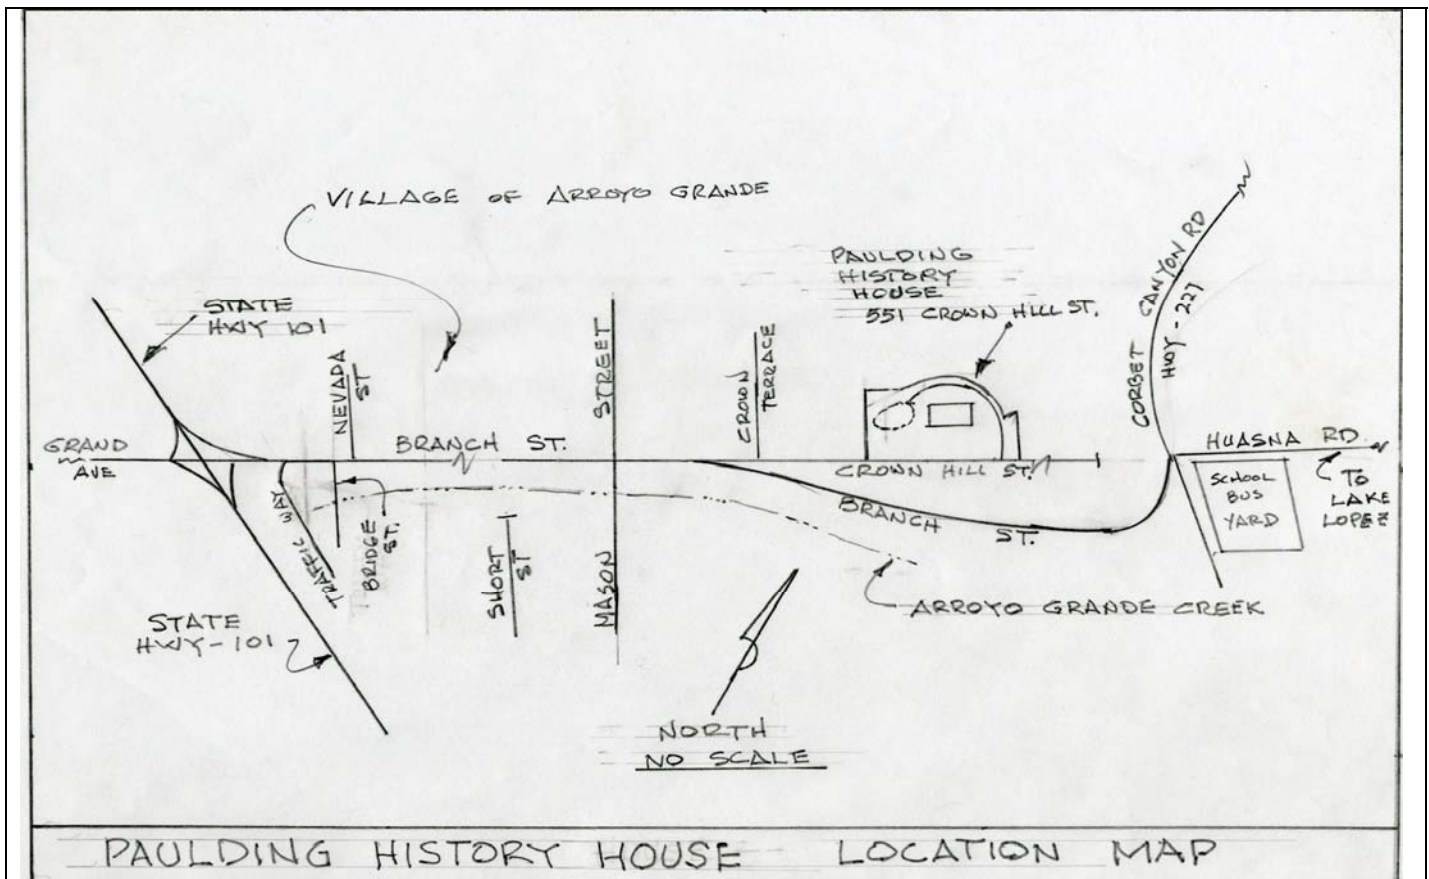 VILLAGE OF ARROYO GRANDE
PAULDING
HISTORY
HOUSE
551 CROWN HILL ST.
STATE
HWY 101
NEVADA
ST
STREET
CROWN
TERRACE
CORBET CANYON RD
HWY - 227
GRAND
AVE
BRANCH ST.
CROWN HILL ST.
HUASNA RD
TO
LAKE
LOPEZ
SCHOOL
BUS
YARD
BRANCH ST.
TRAFFIC WAY
BRIDGE
ST.
SHORT
ST
MASON
ARROYO GRANDE CREEK
STATE
HWY - 101
NORTH
NO SCALE
PAULDING HISTORY HOUSE LOCATION MAP